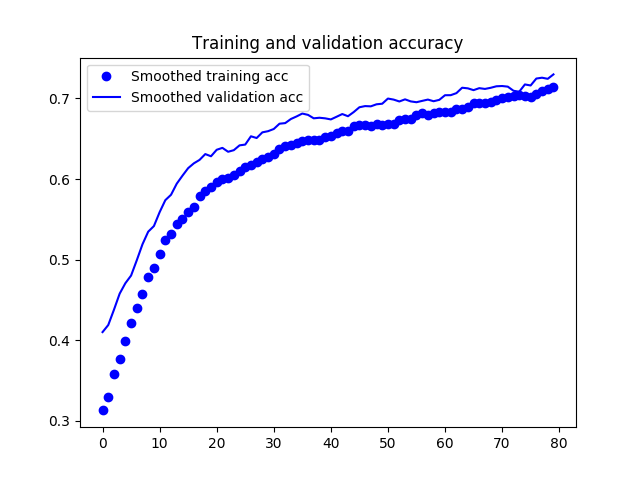 Training and validation accuracy
Smoothed training acc
Smoothed validation acc
0.7
0.6
0.5
0.4
0.3
0 10 20 30 40 50 60 70 80